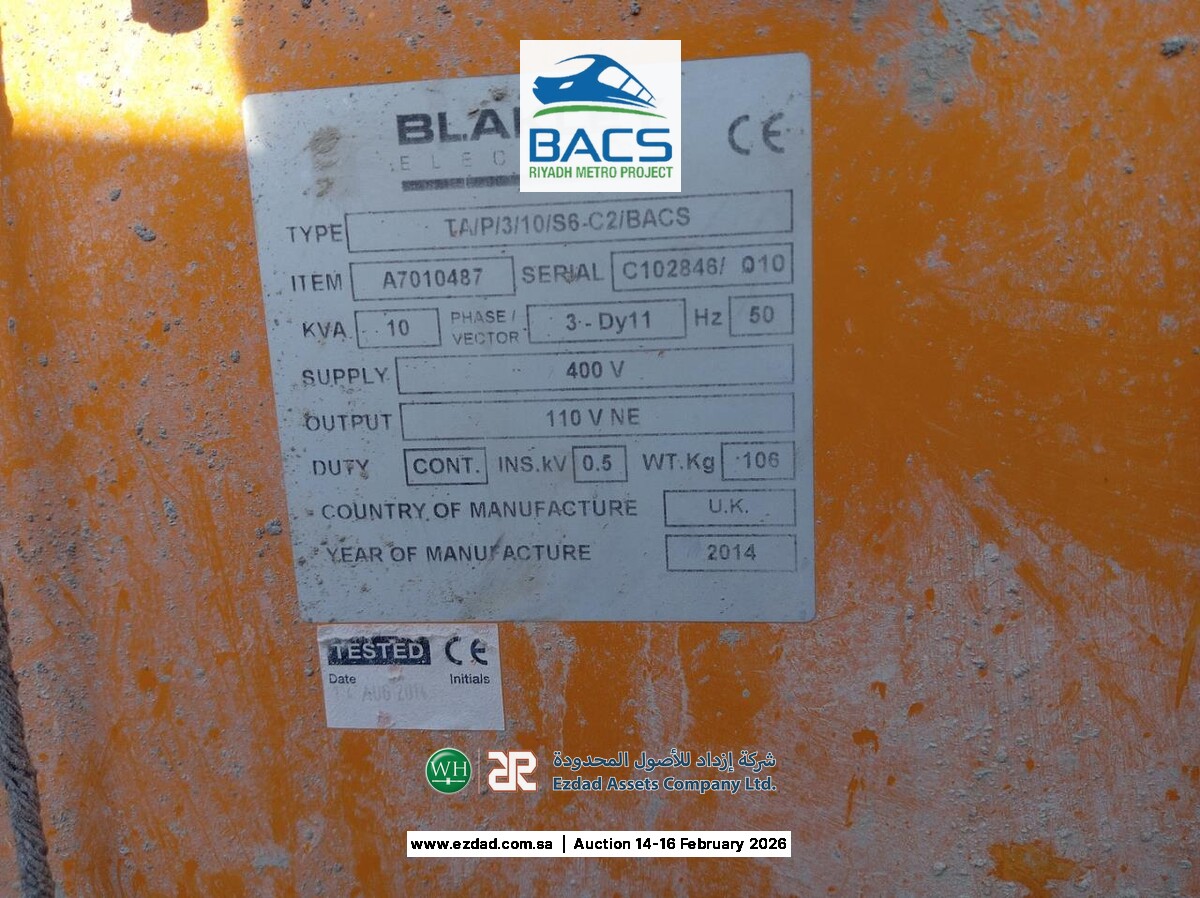 BACS
RIYADH METRO PROJECT
CE
TYPE TA/P/3/10/S6-C2/BACS
ITEM A7010487 SERIAL C102846/ 010
KVA 10 PHASE / VECTOR 3 - Dy11 Hz 50
SUPPLY 400 V
OUTPUT 110 V NE
DUTY CONT. INS.kV 0.5 WT.Kg 106
COUNTRY OF MANUFACTURE U.K.
YEAR OF MANUFACTURE 2014
TESTED CE
Date Initials
AUG 2014
WH
شركة إزداد للأصول المحدودة
Ezdad Assets Company Ltd.
www.ezdad.com.sa | Auction 14-16 February 2026